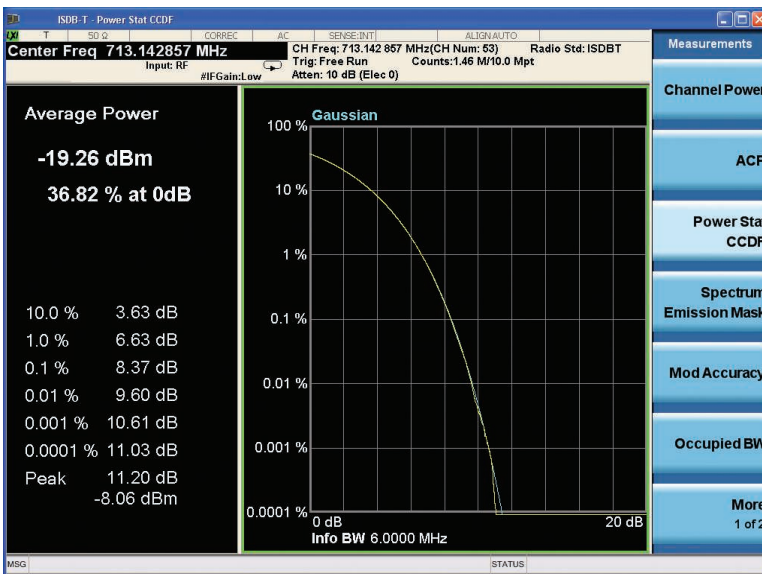 ISDB-T - Power Stat CCDF
LXI T 50 Ω CORREC AC SENSE:INT ALIGN AUTO
Center Freq 713.142857 MHz
Input: RF
#IFGain:Low
CH Freq: 713.142 857 MHz(CH Num: 53) Radio Std: ISDBT
Trig: Free Run Counts:1.46 M/10.0 Mpt
Atten: 10 dB (Elec 0)
Average Power
-19.26 dBm
36.82 % at 0dB
10.0 % 3.63 dB
1.0 % 6.63 dB
0.1 % 8.37 dB
0.01 % 9.60 dB
0.001 % 10.61 dB
0.0001 % 11.03 dB
Peak 11.20 dB
-8.06 dBm
Gaussian
100 %
10 %
1 %
0.1 %
0.01 %
0.001 %
0.0001 %
0 dB 20 dB
Info BW 6.0000 MHz
Measurements
Channel Power
ACP
Power Stat
CCDF
Spectrum
Emission Mask
Mod Accuracy
Occupied BW
More
1 of 2
MSG STATUS